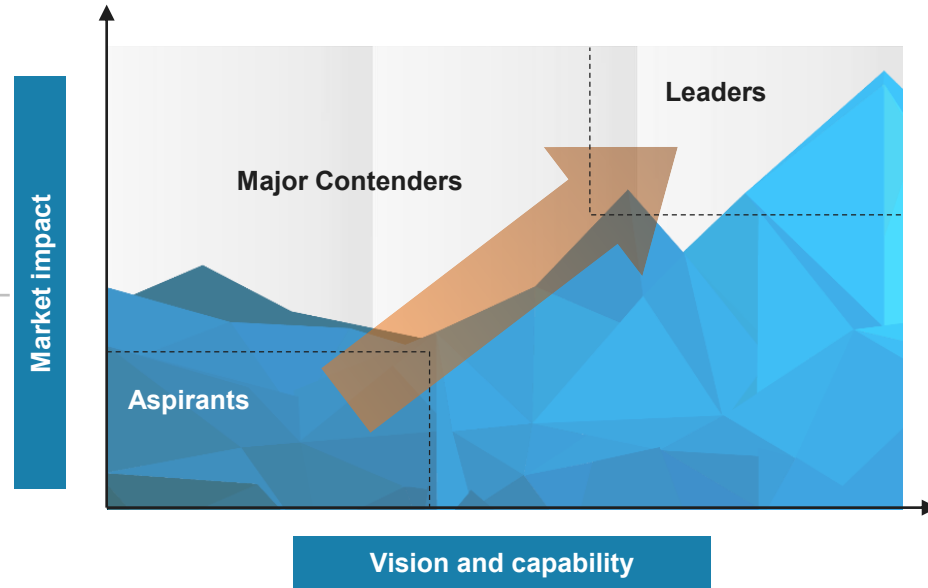 Leaders
Major Contenders
Market impact
Aspirants
Vision and capability